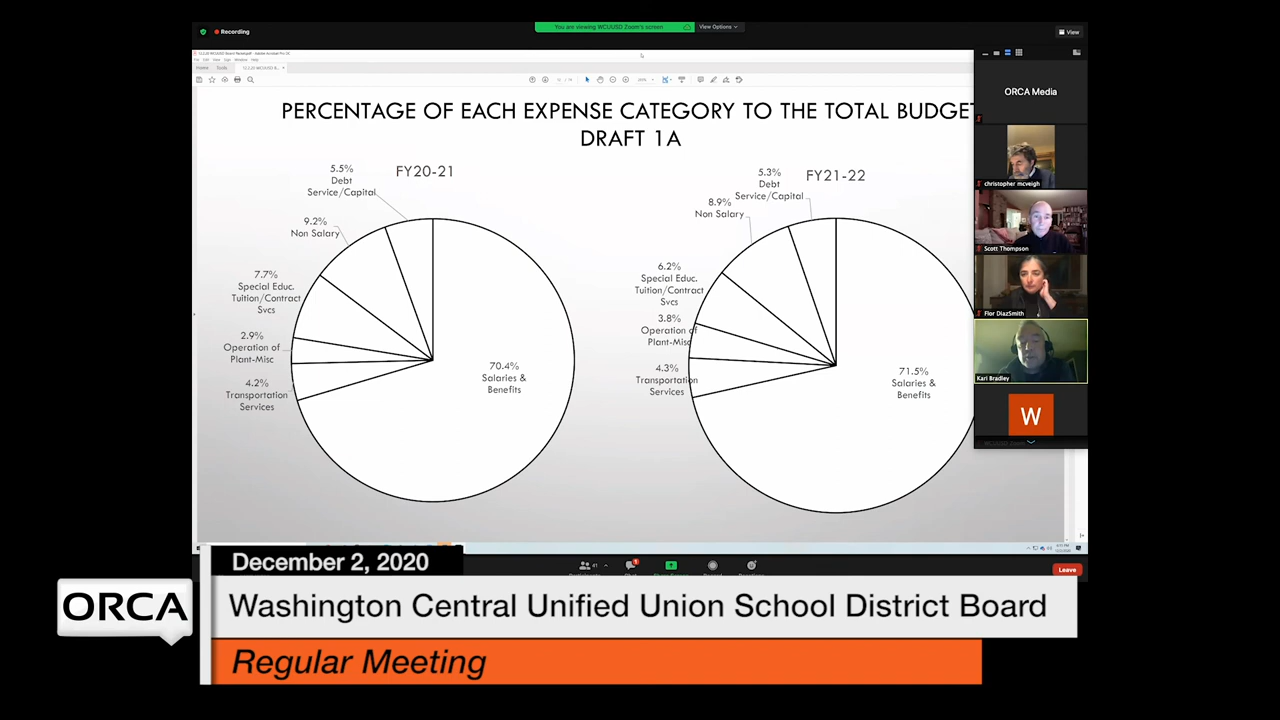 Recording
You are viewing WCUUSD Zoom's screen
View Options
View
Home
Tools
PERCENTAGE OF EACH EXPENSE CATEGORY TO THE TOTAL BUDGE
DRAFT 1A
FY20-21
5.5%
Debt
Service/Capital
9.2%
Non Salary
7.7%
Special Educ.
Tuition/Contract
Svcs
2.9%
Operation of
Plant-Misc
4.2%
Transportation
Services
70.4%
Salaries &
Benefits
FY21-22
5.3%
Debt
Service/Capital
8.9%
Non Salary
6.2%
Special Educ.
Tuition/Contract
Svcs
3.8%
Operation of
Plant-Misc
4.3%
Transportation
Services
71.5%
Salaries &
Benefits
ORCA Media
christopher mcveigh
Scott Thompson
Flor DiazSmith
Kari Bradley
W
41
Leave
December 2, 2020
ORCA
Washington Central Unified Union School District Board
Regular Meeting